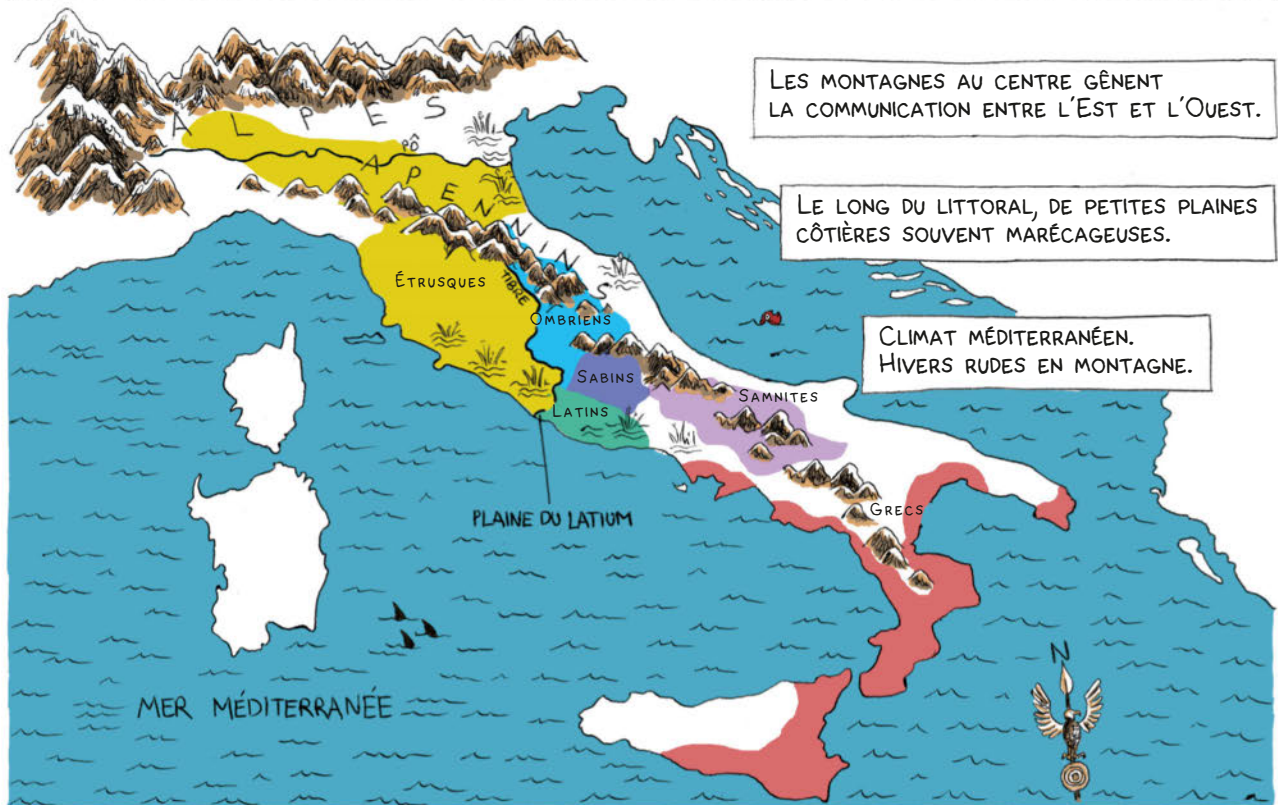 Les montagnes au centre gênent
la communication entre l'Est et l'Ouest.
Le long du littoral, de petites plaines
côtières souvent marécageuses.
Climat méditerranéen.
Hivers rudes en montagne.
ALPES
PÔ
APENNINS
ÉTRUSQUES
TIBRE
OMBRIENS
SABINS
LATINS
SAMNITES
GRECS
PLAINE DU LATIUM
MER MÉDITERRANÉE
N